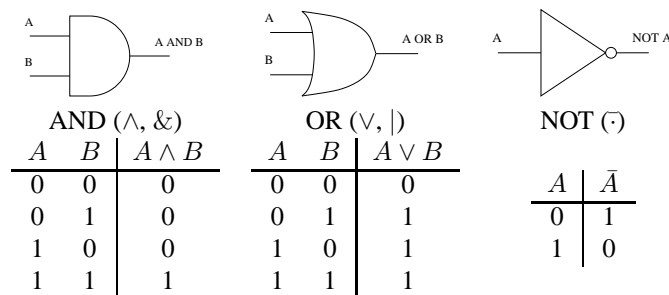 A
B
A AND B
A
B
A OR B
A
NOT A
AND (∧, &)
OR (∨, |)
NOT (·̄)
A B A ∧ B
0 0 0
0 1 0
1 0 0
1 1 1
A B A ∨ B
0 0 0
0 1 1
1 0 1
1 1 1
A Ā
0 1
1 0